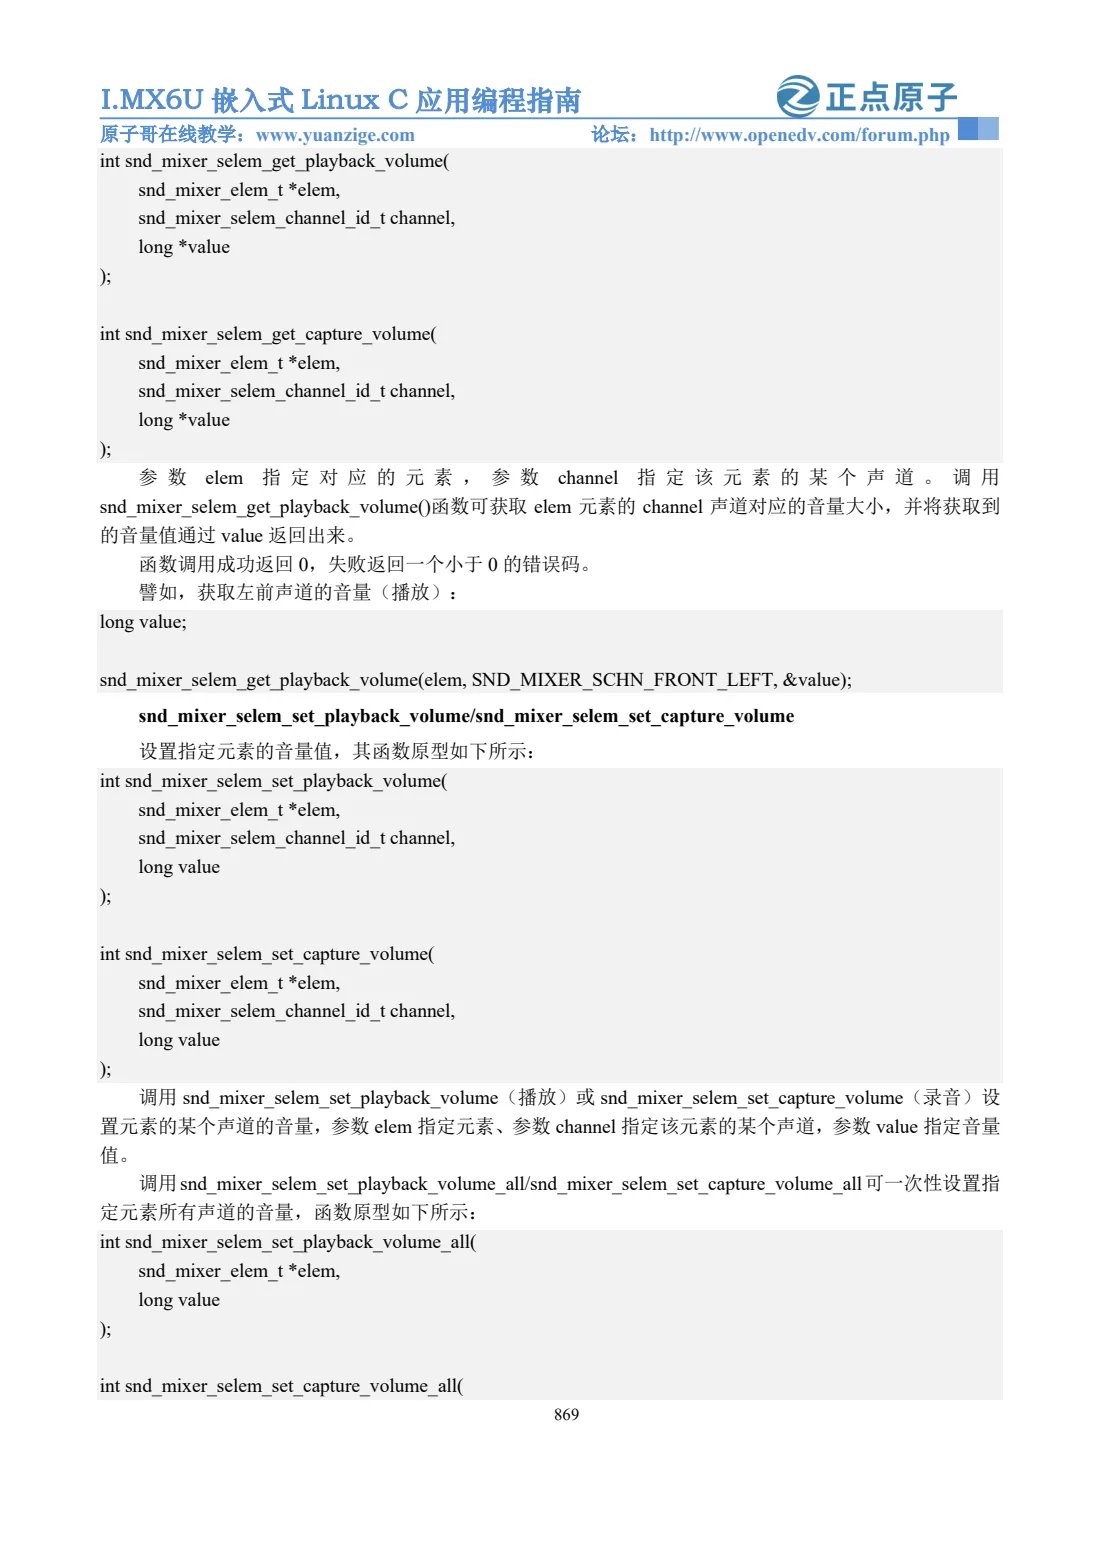 I.MX6U 嵌入式 Linux C 应用编程指南
正点原子
原子哥在线教学：www.yuanzige.com 论坛：http://www.openedv.com/forum.php
int snd_mixer_selem_get_playback_volume(
snd_mixer_elem_t *elem,
snd_mixer_selem_channel_id_t channel,
long *value
);
int snd_mixer_selem_get_capture_volume(
snd_mixer_elem_t *elem,
snd_mixer_selem_channel_id_t channel,
long *value
);
参数 elem 指定对应的元素，参数 channel 指定该元素的某个声道。调用
snd_mixer_selem_get_playback_volume()函数可获取 elem 元素的 channel 声道对应的音量大小，并将获取到
的音量值通过 value 返回出来。
函数调用成功返回 0，失败返回一个小于 0 的错误码。
譬如，获取左前声道的音量（播放）：
long value;
snd_mixer_selem_get_playback_volume(elem, SND_MIXER_SCHN_FRONT_LEFT, &value);
snd_mixer_selem_set_playback_volume/snd_mixer_selem_set_capture_volume
设置指定元素的音量值，其函数原型如下所示：
int snd_mixer_selem_set_playback_volume(
snd_mixer_elem_t *elem,
snd_mixer_selem_channel_id_t channel,
long value
);
int snd_mixer_selem_set_capture_volume(
snd_mixer_elem_t *elem,
snd_mixer_selem_channel_id_t channel,
long value
);
调用 snd_mixer_selem_set_playback_volume（播放）或 snd_mixer_selem_set_capture_volume（录音）设
置元素的某个声道的音量，参数 elem 指定元素、参数 channel 指定该元素的某个声道，参数 value 指定音量
值。
调用 snd_mixer_selem_set_playback_volume_all/snd_mixer_selem_set_capture_volume_all 可一次性设置指
定元素所有声道的音量，函数原型如下所示：
int snd_mixer_selem_set_playback_volume_all(
snd_mixer_elem_t *elem,
long value
);
int snd_mixer_selem_set_capture_volume_all(
869